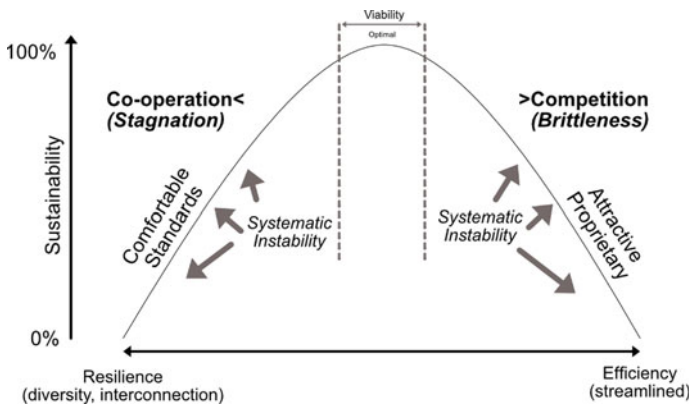 Viability
Optimal
100%
Co-operation<
(Stagnation)
>Competition
(Brittleness)
Sustainability
Comfortable
Standards
Systematic
Instability
Systematic
Instability
Attractive
Proprietary
0%
Resilience
(diversity, interconnection)
Efficiency
(streamlined)